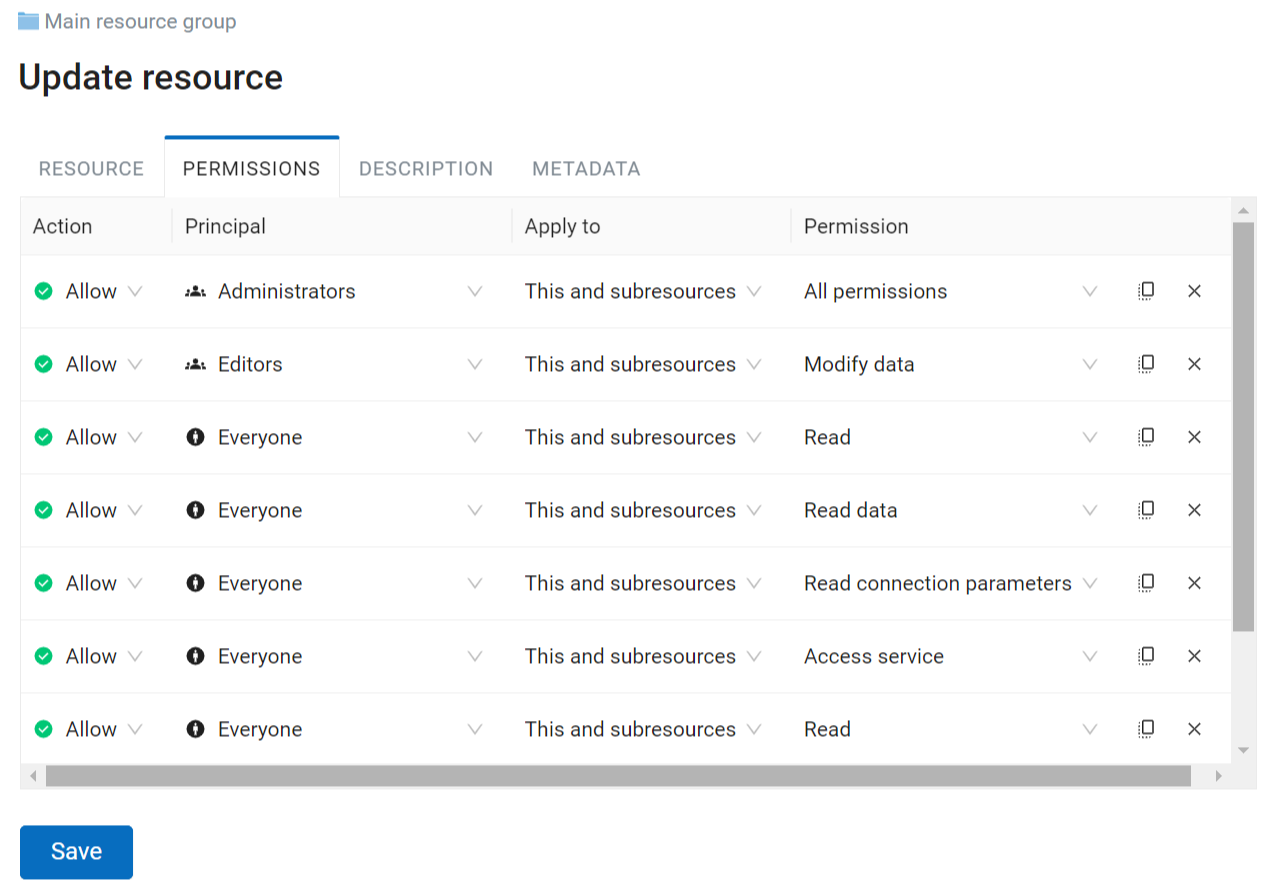 Main resource group
Update resource
RESOURCE PERMISSIONS DESCRIPTION METADATA
Action Principal Apply to Permission
Allow Administrators This and subresources All permissions
Allow Editors This and subresources Modify data
Allow Everyone This and subresources Read
Allow Everyone This and subresources Read data
Allow Everyone This and subresources Read connection parameters
Allow Everyone This and subresources Access service
Allow Everyone This and subresources Read
Save